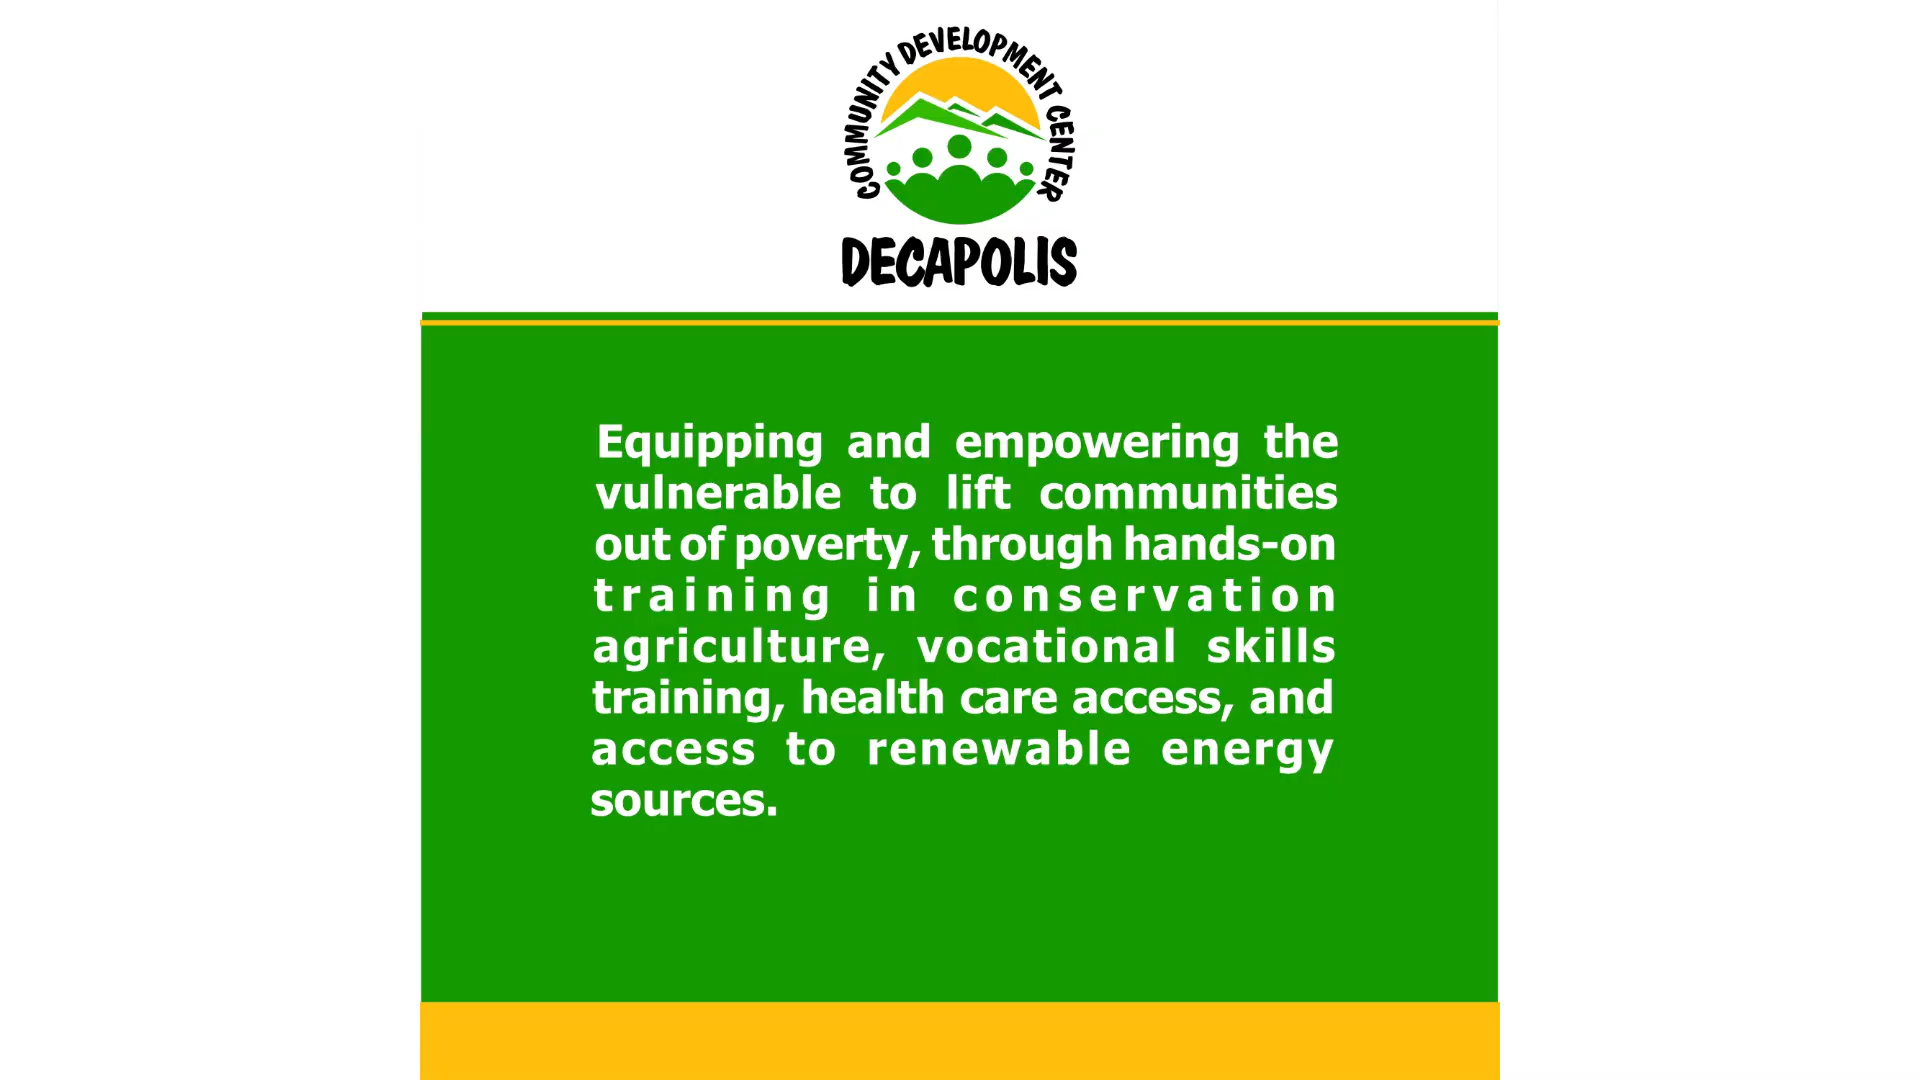 COMMUNITY DEVELOPMENT CENTER
DECAPOLIS
Equipping and empowering the
vulnerable to lift communities
out of poverty, through hands-on
training in conservation
agriculture, vocational skills
training, health care access, and
access to renewable energy
sources.